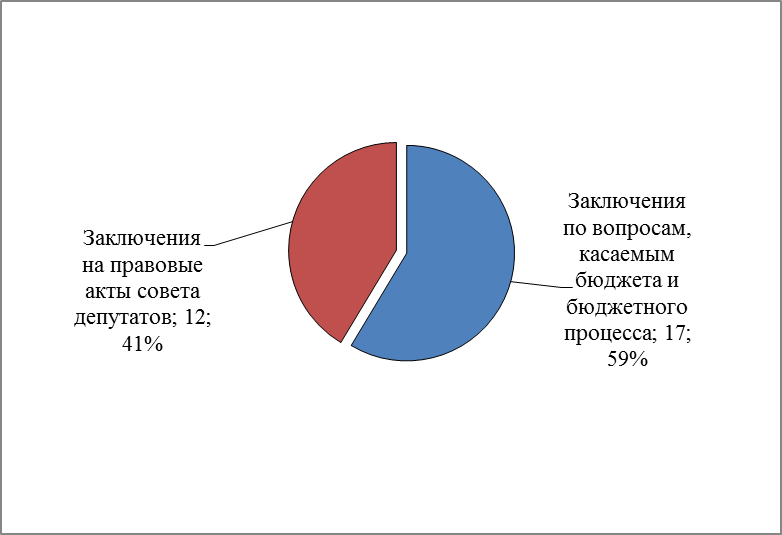 Заключения
на правовые
акты совета
депутатов; 12;
41%
Заключения
по вопросам,
касаемым
бюджета и
бюджетного
процесса; 17;
59%